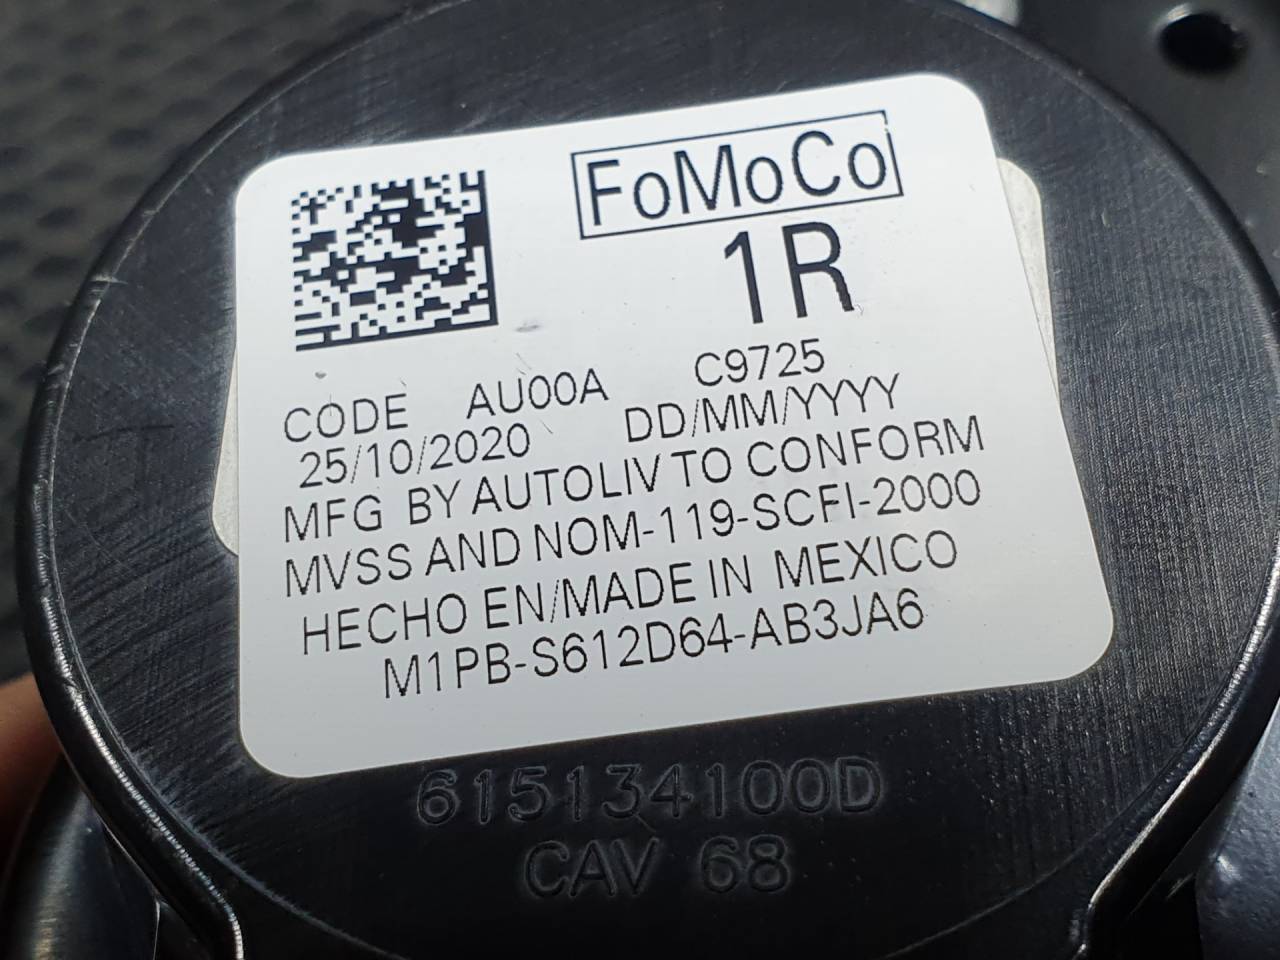 FoMoCo
1R
CODE AU00A C9725
25/10/2020 DD/MM/YYYY
MFG BY AUTOLIV TO CONFORM
MVSS AND NOM-119-SCFI-2000
HECHO EN/MADE IN MEXICO
M1PB-S612D64-AB3JA6
615134100D
CAV 68